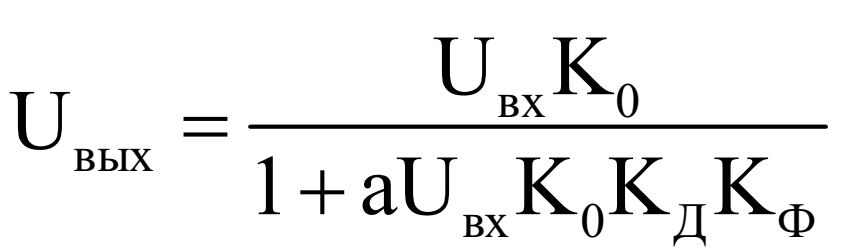 U_вых = U_вх K_0 / (1 + aU_вх K_0 K_Д K_Ф)